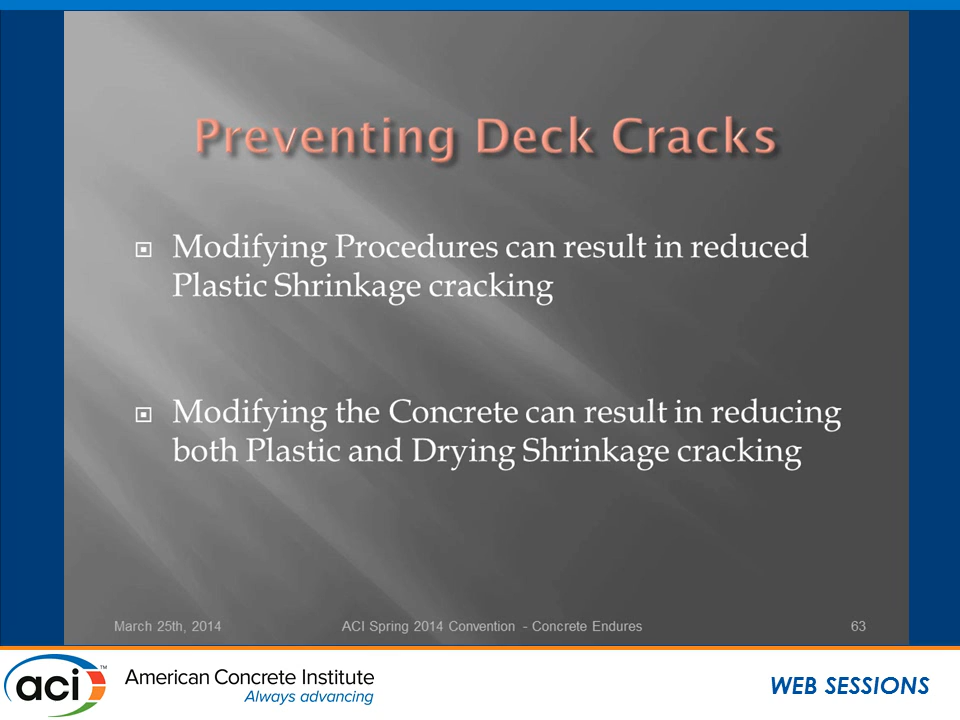 Preventing Deck Cracks
Modifying Procedures can result in reduced
Plastic Shrinkage cracking
Modifying the Concrete can result in reducing
both Plastic and Drying Shrinkage cracking
March 25th, 2014 ACI Spring 2014 Convention - Concrete Endures 63
aci™ American Concrete Institute
Always advancing
WEB SESSIONS